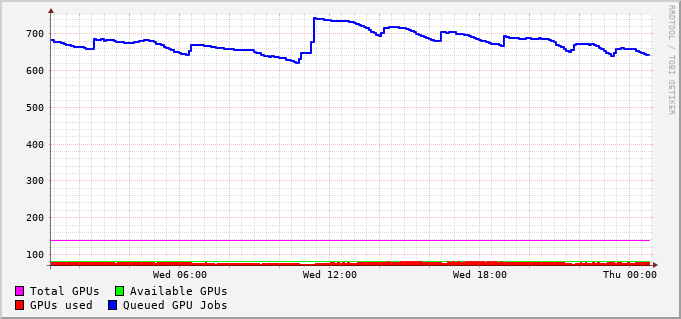 700
600
500
400
300
200
100
Wed 06:00 Wed 12:00 Wed 18:00 Thu 00:00
Total GPUs Available GPUs
GPUs used Queued GPU Jobs
RRDTOOL / TOBI OETIKER